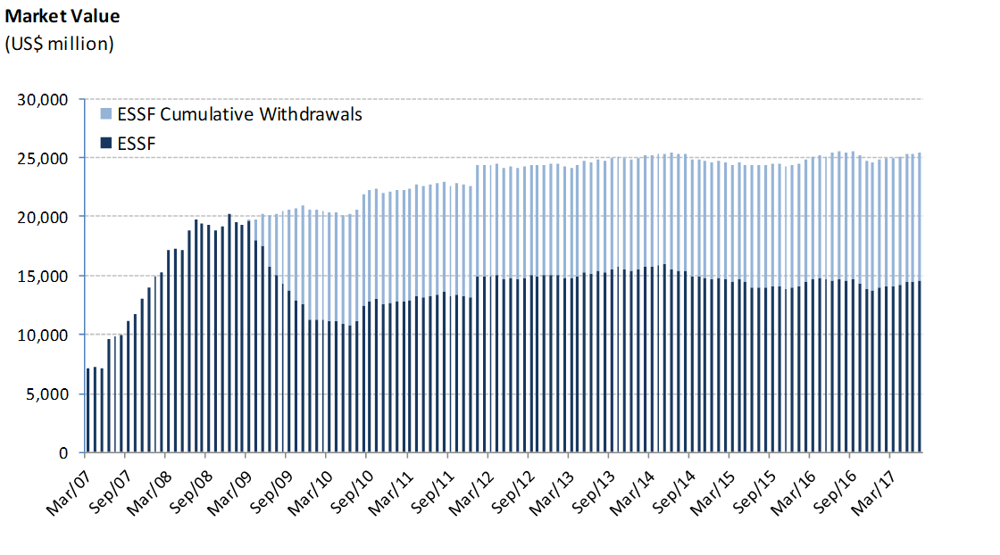 Market Value
(US$ million)
30,000
ESSF Cumulative Withdrawals
ESSF
25,000
20,000
15,000
10,000
5,000
0
Mar/07
Sep/07
Mar/08
Sep/08
Mar/09
Sep/09
Mar/10
Sep/10
Mar/11
Sep/11
Mar/12
Sep/12
Mar/13
Sep/13
Mar/14
Sep/14
Mar/15
Sep/15
Mar/16
Sep/16
Mar/17